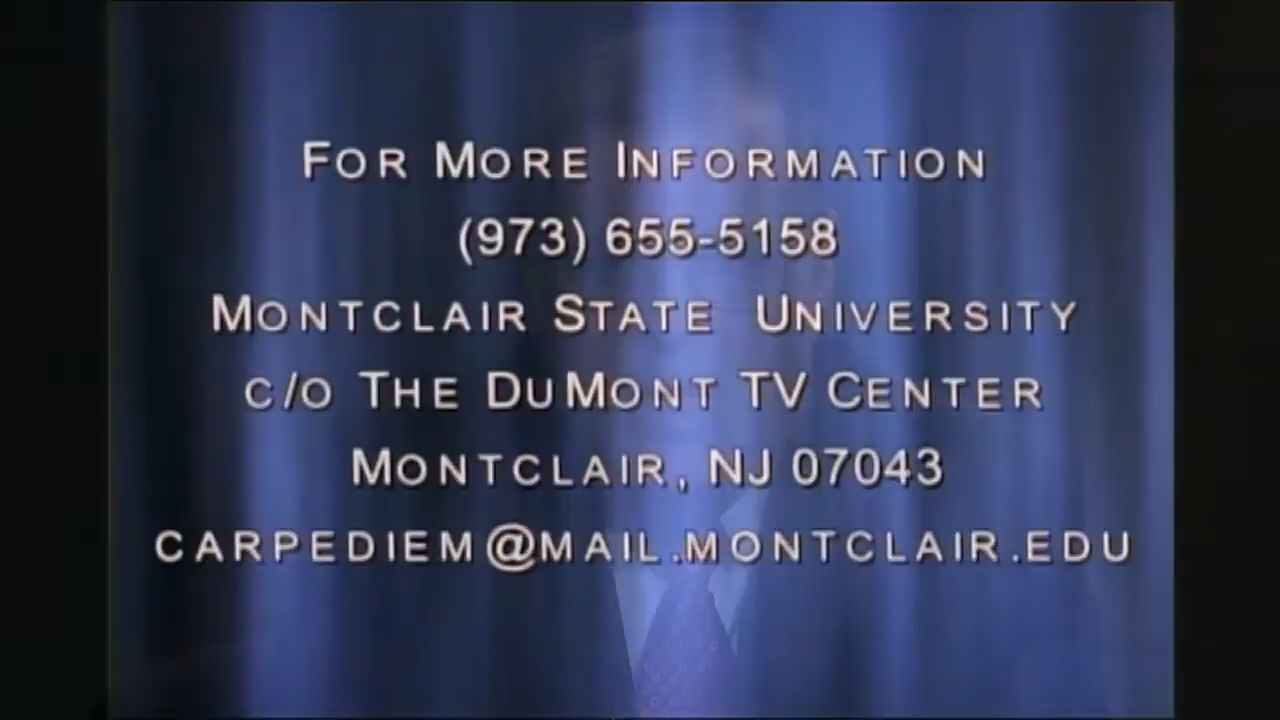 FOR MORE INFORMATION
(973) 655-5158
MONTCLAIR STATE UNIVERSITY
C/O THE DUMONT TV CENTER
MONTCLAIR, NJ 07043
CARPEDIEM@MAIL.MONTCLAIR.EDU